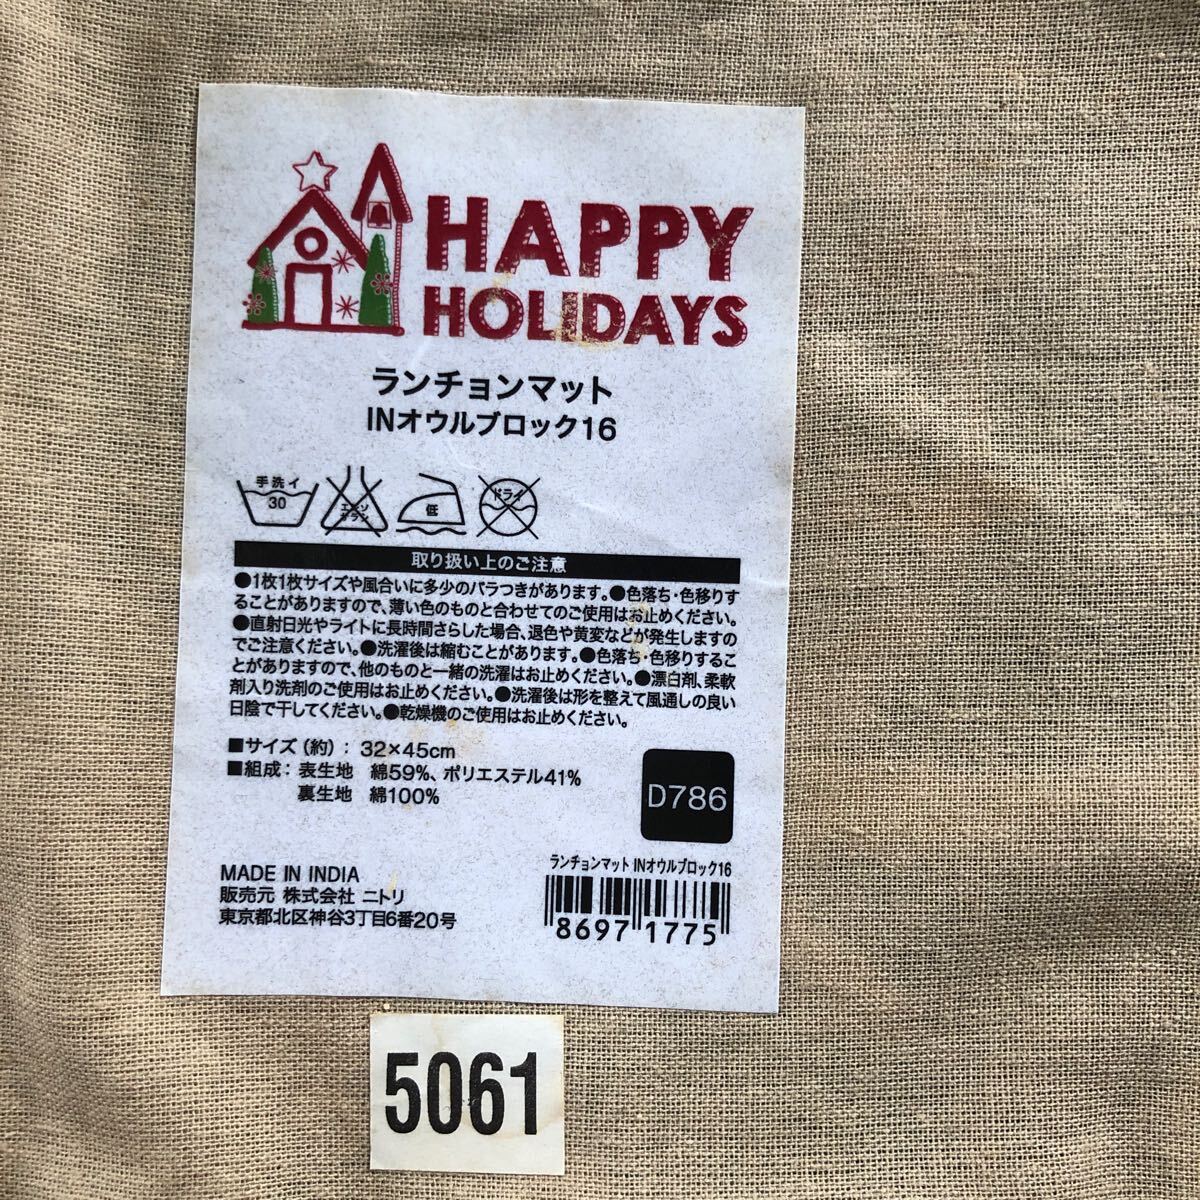 HAPPY
HOLIDAYS
ランチョンマット
INオウルブロック16
手洗イ
30
エンソ
サラシ
低
ドライ
取り扱い上のご注意
●1枚1枚サイズや風合いに多少のバラつきがあります。●色落ち・色移りす
ることがありますので、薄い色のものと合わせてのご使用はお止めください。
●直射日光やライトに長時間さらした場合、退色や黄変などが発生しますの
でご注意ください。●洗濯後は縮むことがあります。●色落ち・色移りするこ
とがありますので、他のものと一緒の洗濯はお止めください。●漂白剤、柔軟
剤入り洗剤のご使用はお止めください。●洗濯後は形を整えて風通しの良い
日陰で干してください。●乾燥機のご使用はお止めください。
■サイズ（約）：32×45cm
■組成：表生地 綿59%、ポリエステル41%
裏生地 綿100%
D786
MADE IN INDIA
販売元 株式会社 ニトリ
東京都北区神谷3丁目6番20号
ランチョンマット INオウルブロック16
8697 1775
5061